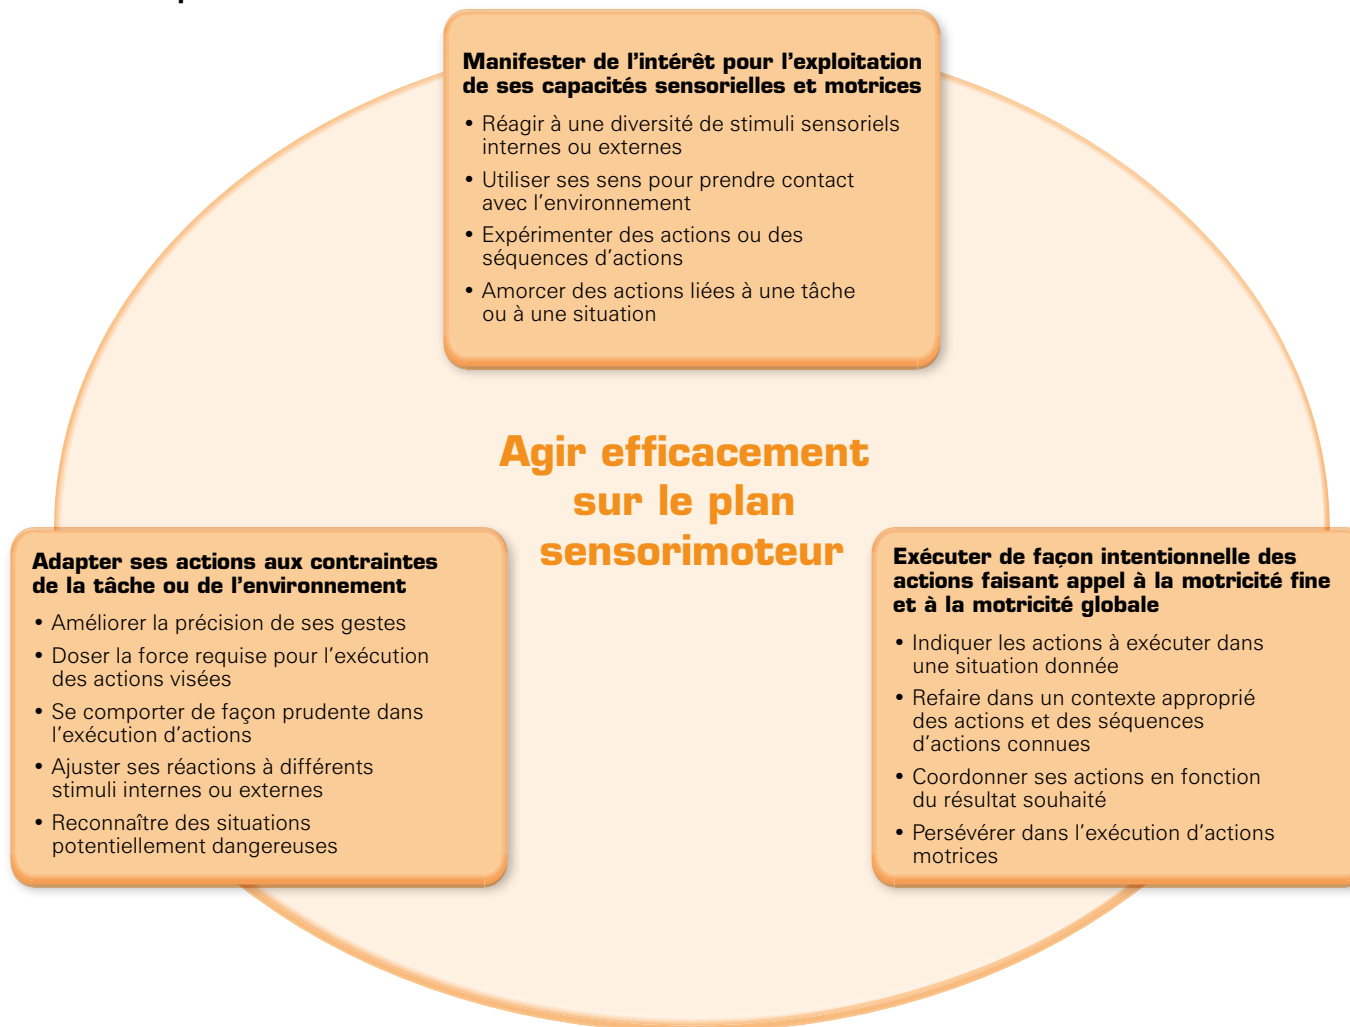 Manifester de l'intérêt pour l'exploitation
de ses capacités sensorielles et motrices
• Réagir à une diversité de stimuli sensoriels
internes ou externes
• Utiliser ses sens pour prendre contact
avec l'environnement
• Expérimenter des actions ou des
séquences d'actions
• Amorcer des actions liées à une tâche
ou à une situation
Agir efficacement
sur le plan
sensorimoteur
Adapter ses actions aux contraintes
de la tâche ou de l'environnement
• Améliorer la précision de ses gestes
• Doser la force requise pour l'exécution
des actions visées
• Se comporter de façon prudente dans
l'exécution d'actions
• Ajuster ses réactions à différents
stimuli internes ou externes
• Reconnaître des situations
potentiellement dangereuses
Exécuter de façon intentionnelle des
actions faisant appel à la motricité fine
et à la motricité globale
• Indiquer les actions à exécuter dans
une situation donnée
• Refaire dans un contexte approprié
des actions et des séquences
d'actions connues
• Coordonner ses actions en fonction
du résultat souhaité
• Persévérer dans l'exécution d'actions
motrices